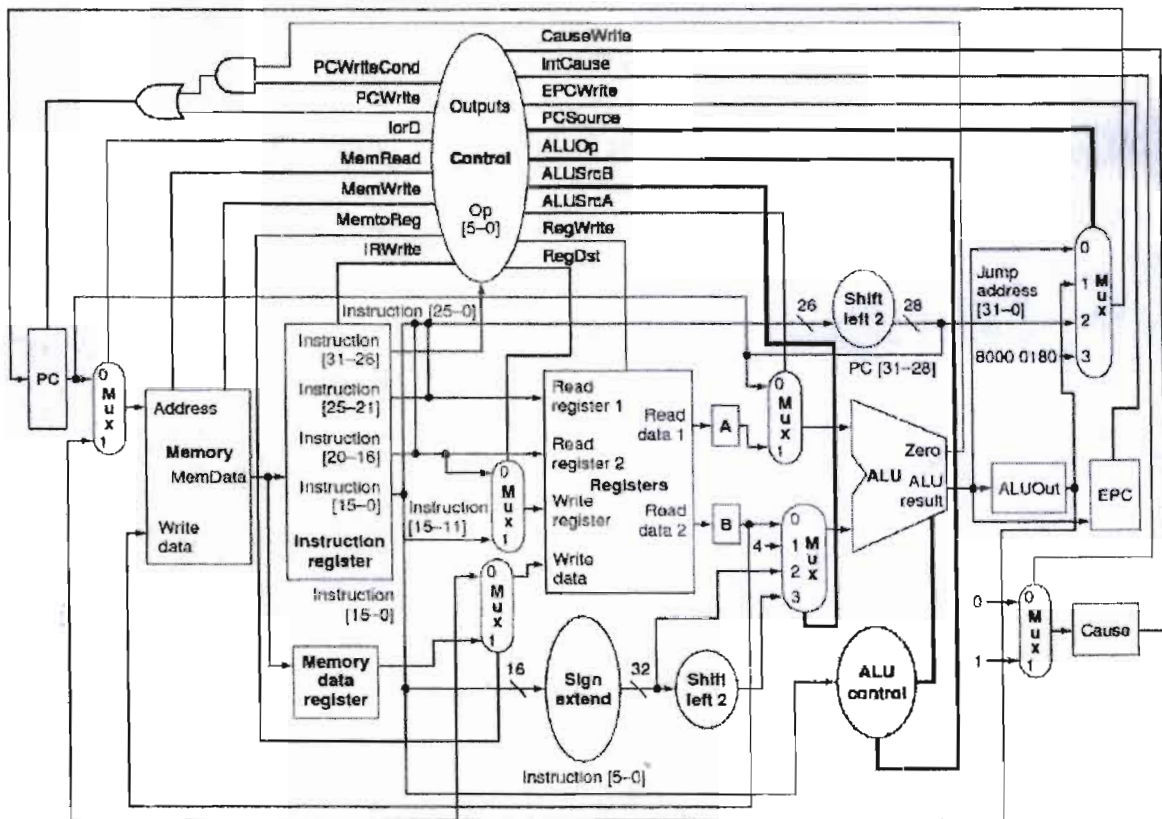 CauseWrite
IntCause
EPCWrite
PCSource
ALUOp
ALUSrcB
ALUSrcA
RegWrite
RegDst
PCWriteCond
PCWrite
IorD
MemRead
MemWrite
MemtoReg
IRWrite
Outputs
Control
Op
[5–0]
Instruction [25–0]
26
Shift
left 2
28
Jump
address
[31–0]
PC [31–28]
0
1
2
3
Mux
8000 0180
PC
0
Mux
1
Address
Memory
MemData
Write
data
Instruction
[31–26]
Instruction
[25–21]
Instruction
[20–16]
Instruction
[15–0]
Instruction
register
Instruction
[15–11]
0
Mux
1
Read
register 1
Read
register 2
Write
register
Write
data
Registers
Read
data 1
Read
data 2
A
B
0
Mux
1
4
0
1
2
3
Mux
Zero
ALU
ALU
result
ALUOut
EPC
Instruction
[15–0]
0
Mux
1
Memory
data
register
16
Sign
extend
32
Shift
left 2
ALU
control
0
1
0
Mux
1
Cause
Instruction [5–0]